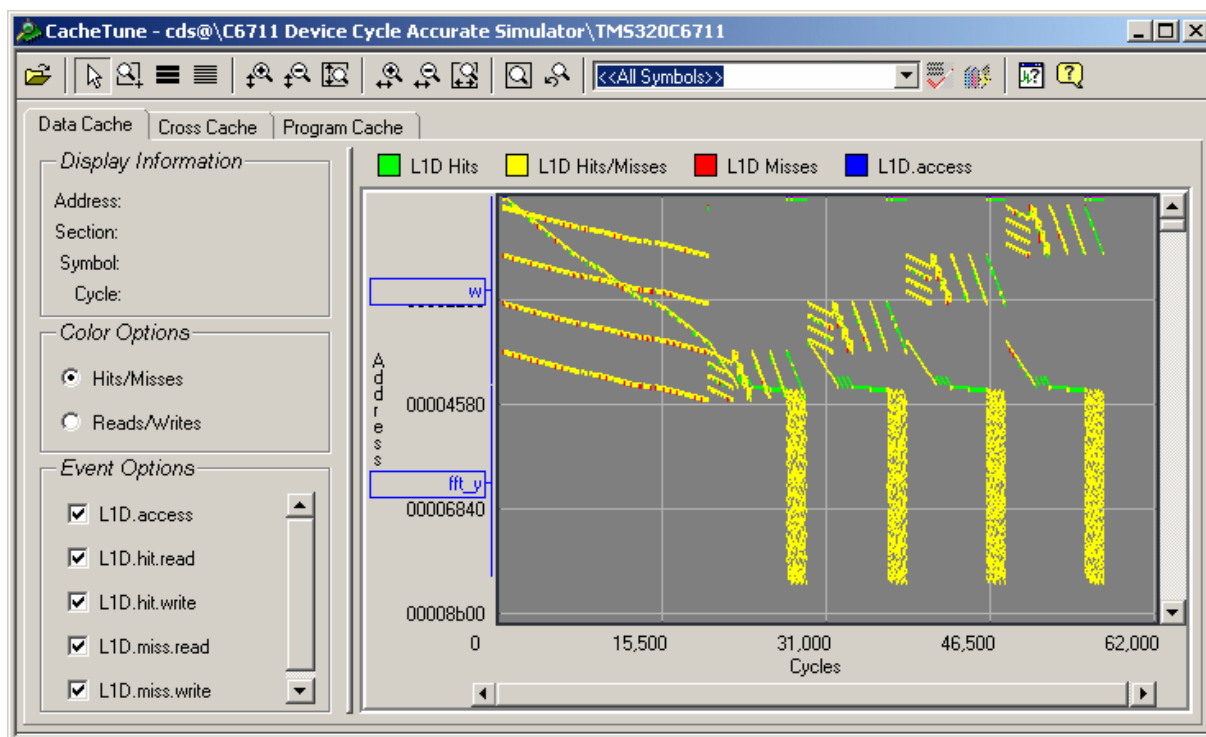 CacheTune - cds@\C6711 Device Cycle Accurate Simulator\TMS320C6711
<<All Symbols>>
Data Cache Cross Cache Program Cache
Display Information
Address:
Section:
Symbol:
Cycle:
Color Options
Hits/Misses
Reads/Writes
Event Options
L1D.access
L1D.hit.read
L1D.hit.write
L1D.miss.read
L1D.miss.write
L1D Hits L1D Hits/Misses L1D Misses L1D.access
w
Address
00004580
fft_y
00006840
00008b00
0 15,500 31,000 46,500 62,000
Cycles